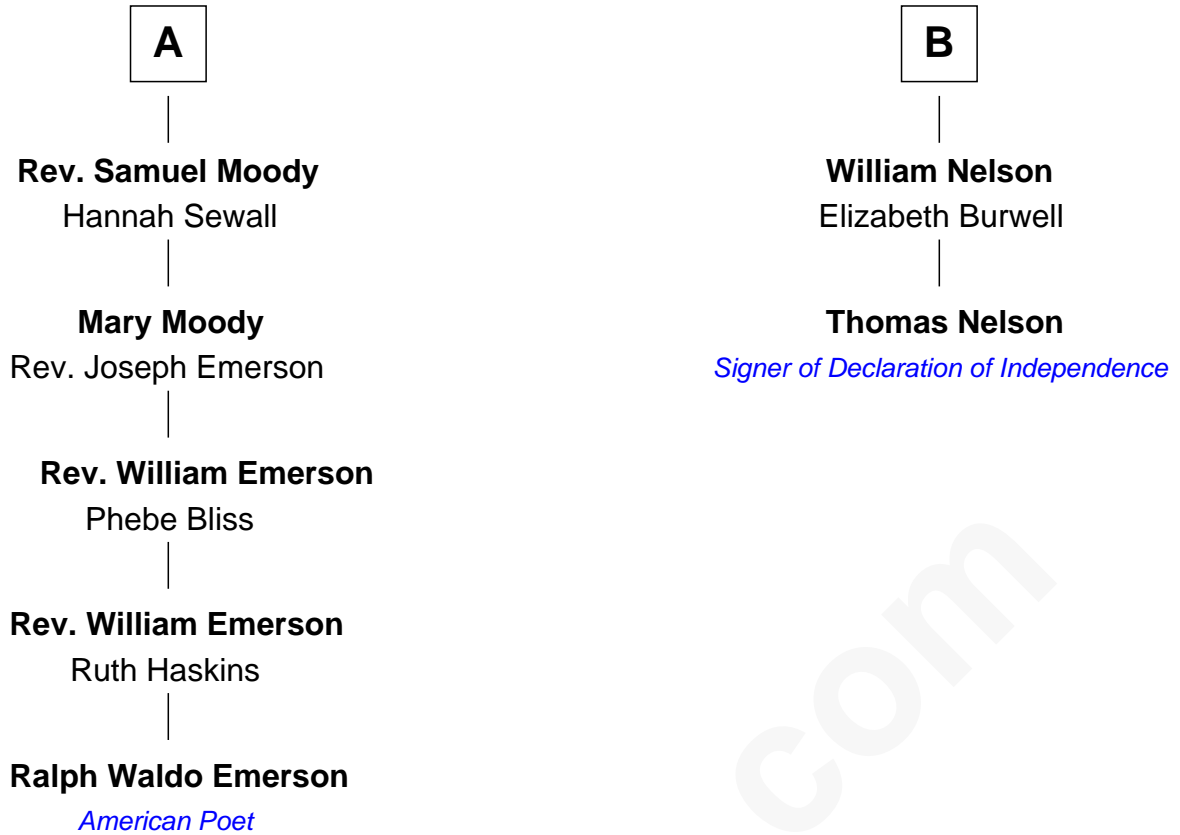 A
Rev. Samuel Moody
Hannah Sewall
Mary Moody
Rev. Joseph Emerson
Rev. William Emerson
Phebe Bliss
Rev. William Emerson
Ruth Haskins
Ralph Waldo Emerson
American Poet
B
William Nelson
Elizabeth Burwell
Thomas Nelson
Signer of Declaration of Independence
com